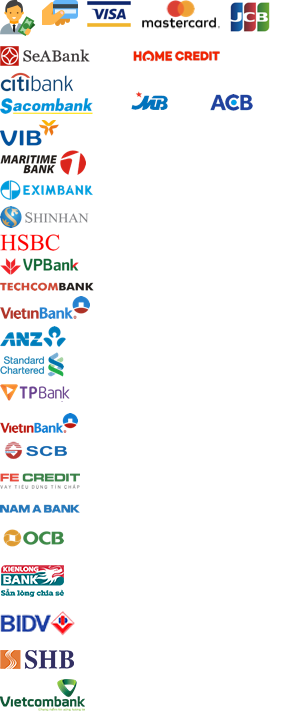 VISA mastercard. JCB
SeABank HOME CREDIT
citibank
Sacombank MB ACB
VIB
MARITIME BANK 1
EXIMBANK
SHINHAN
HSBC
VPBank
TECHCOMBANK
VietinBank
ANZ
Standard
Chartered
TPBank
VietinBank
SCB
FE CREDIT
VAY TIÊU DÙNG TÍN CHẤP
NAM A BANK
OCB
KIENLONG
BANK
Sẵn lòng chia sẻ
BIDV
SHB
Vietcombank